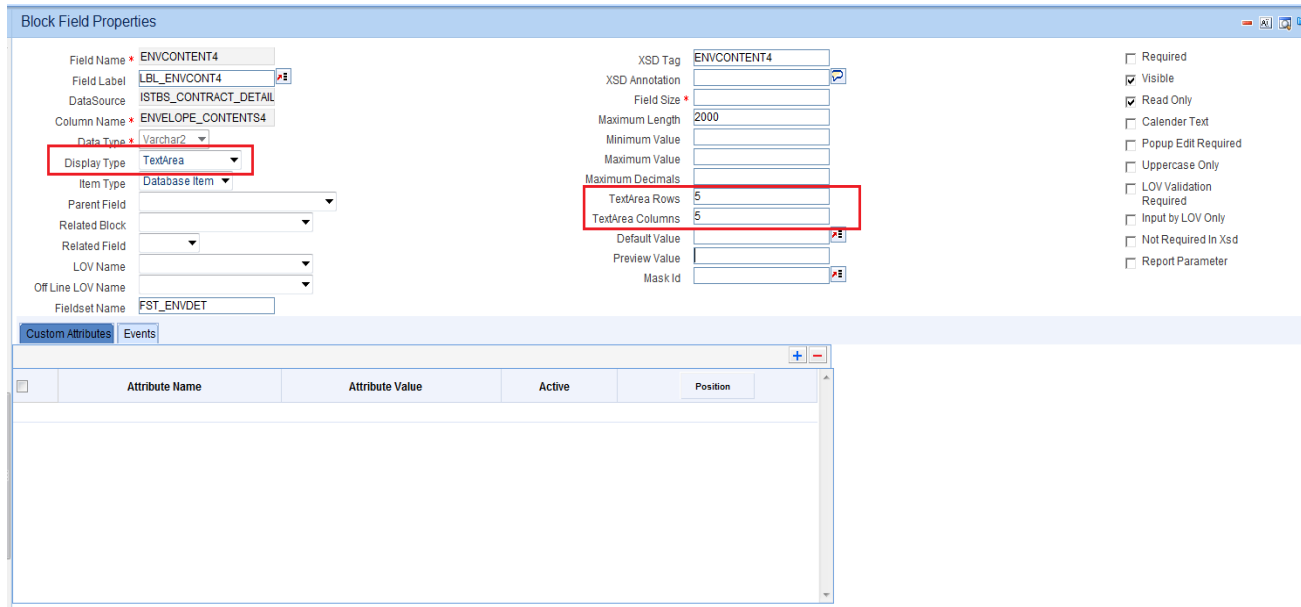 Block Field Properties
Field Name * ENVCONTENT4
Field Label LBL_ENVCONT4
DataSource ISTBS_CONTRACT_DETAIL
Column Name * ENVELOPE_CONTENTS4
Data Type * Varchar2
Display Type TextArea
Item Type Database Item
Parent Field
Related Block
Related Field
LOV Name
Off Line LOV Name
Fieldset Name FST_ENVDET
XSD Tag ENVCONTENT4
XSD Annotation
Field Size *
Maximum Length 2000
Minimum Value
Maximum Value
Maximum Decimals
TextArea Rows 5
TextArea Columns 5
Default Value
Preview Value
Mask Id
Required
Visible
Read Only
Calender Text
Popup Edit Required
Uppercase Only
LOV Validation
Required
Input by LOV Only
Not Required In Xsd
Report Parameter
Custom Attributes Events
Attribute Name Attribute Value Active Position